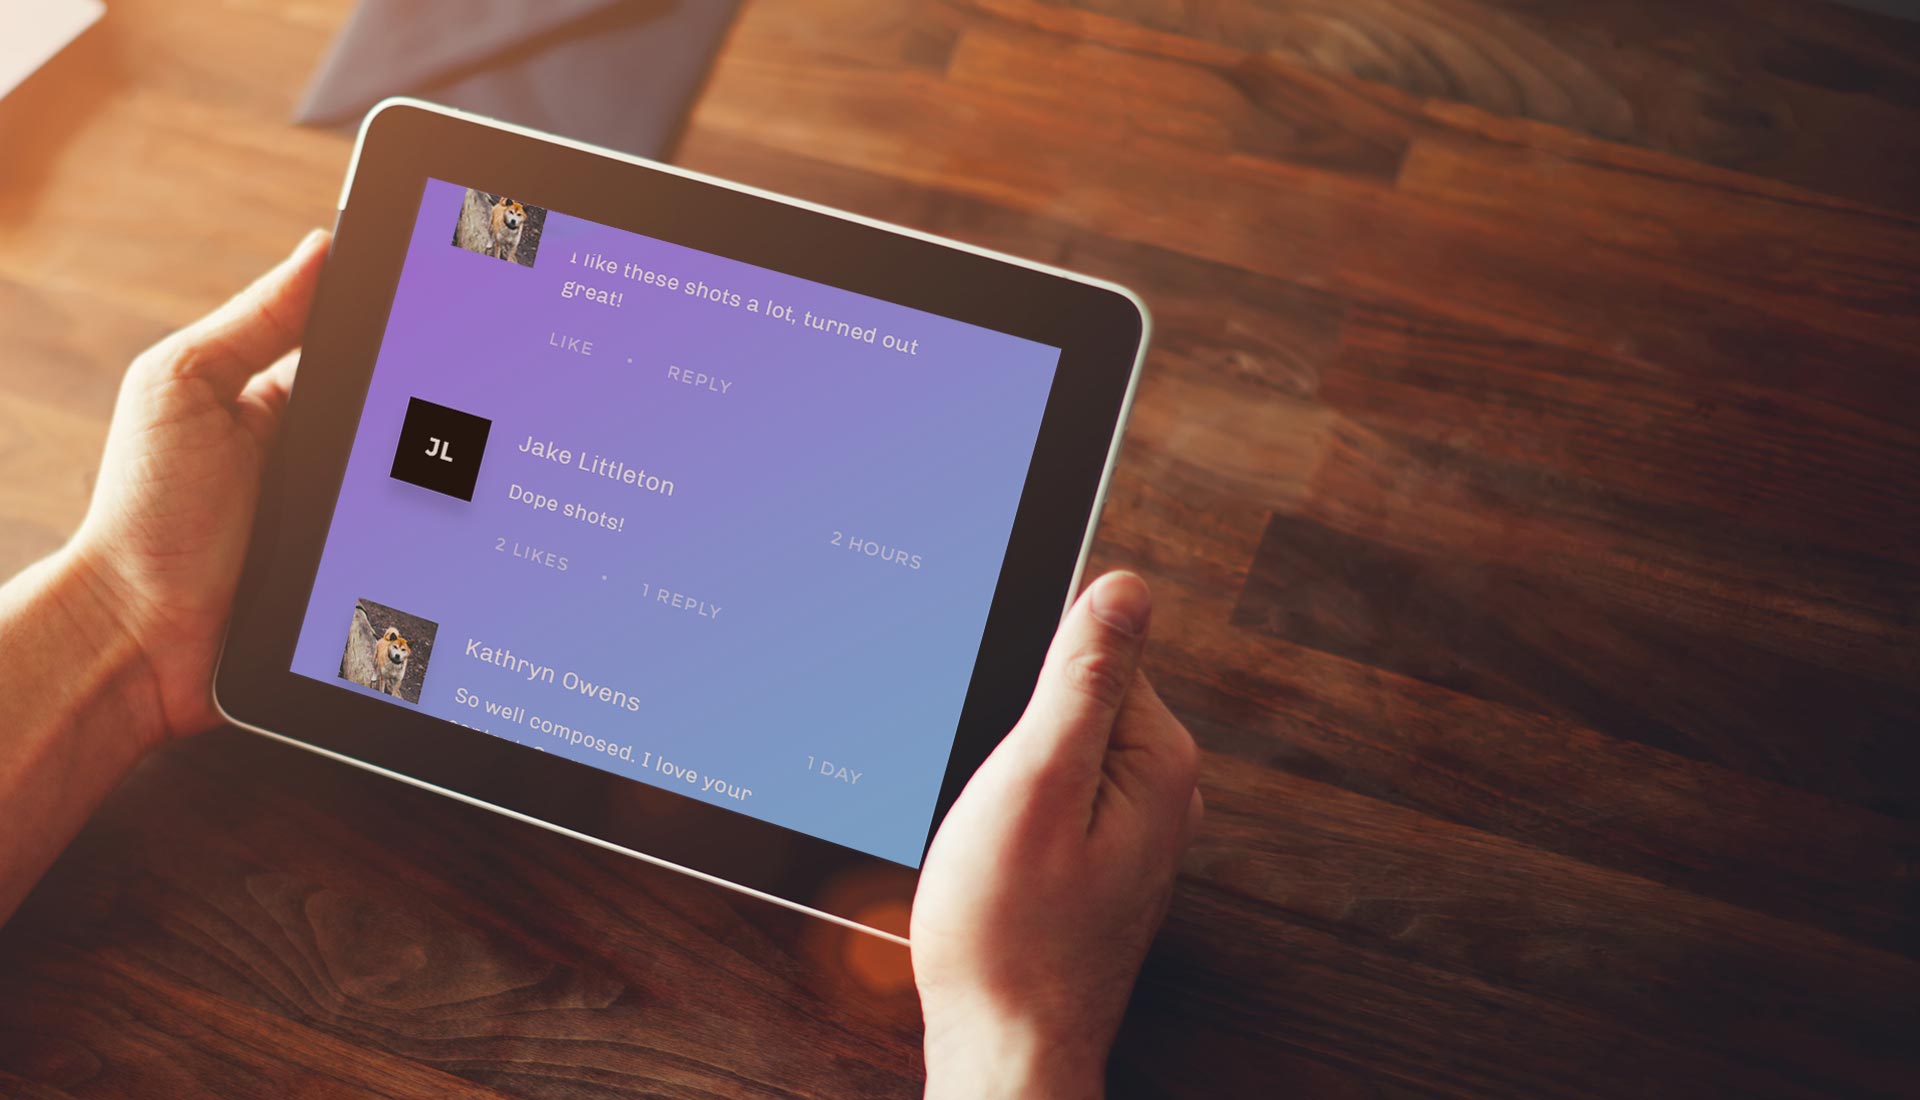 I like these shots a lot, turned out
great!
LIKE • REPLY
JL
Jake Littleton
Dope shots!
2 HOURS
2 LIKES • 1 REPLY
Kathryn Owens
So well composed. I love your
1 DAY